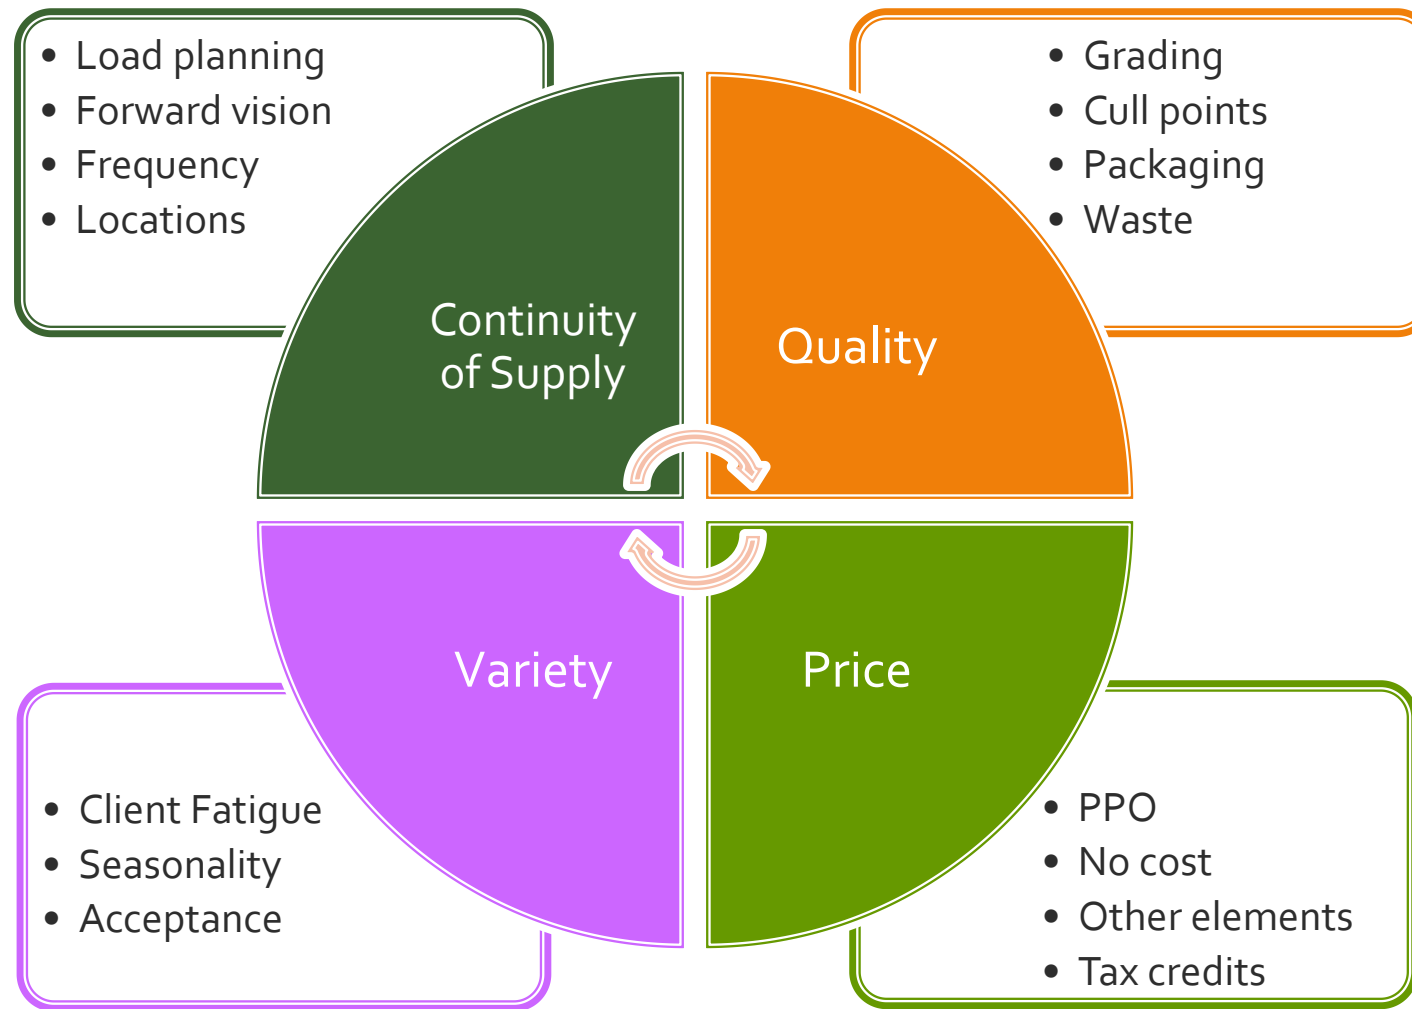 • Load planning
• Forward vision
• Frequency
• Locations
• Grading
• Cull points
• Packaging
• Waste
Continuity
of Supply
Quality
Variety
Price
• Client Fatigue
• Seasonality
• Acceptance
• PPO
• No cost
• Other elements
• Tax credits